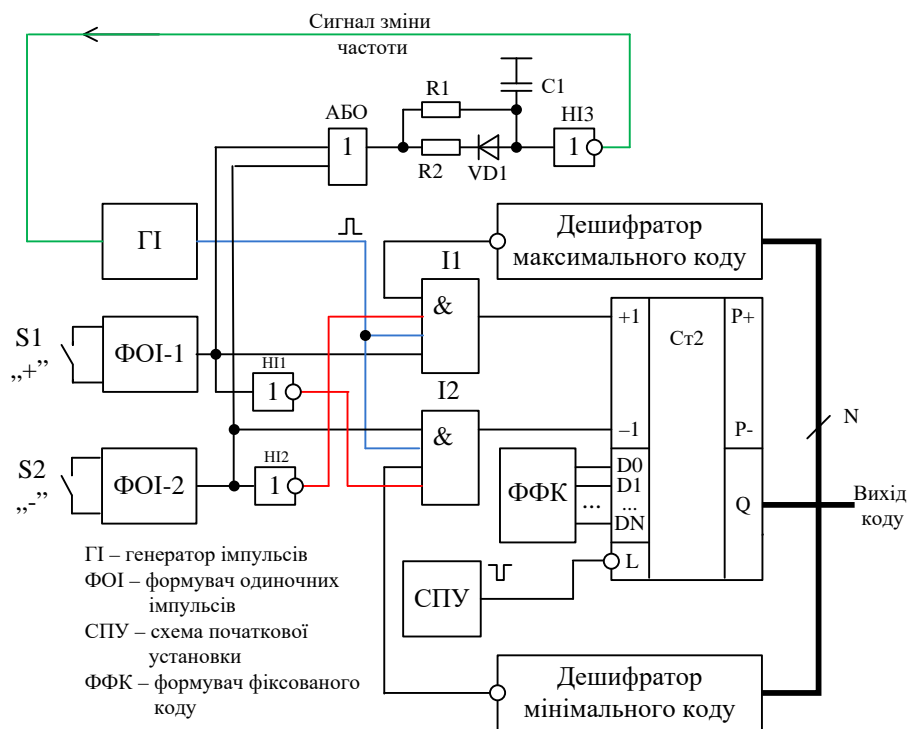 Сигнал зміни
частоти
C1
R1
АБО
НІ3
1
1
R2
VD1
ГІ
Дешифратор
максимального коду
І1
&
+1
P+
Ст2
S1
„+”
ФОІ-1
НІ1
1
І2
&
–1
P-
N
S2
„-”
ФОІ-2
НІ2
1
ФФК
D0
D1
...
...
DN
Q
Вихід
коду
L
СПУ
ГІ – генератор імпульсів
ФОІ – формувач одиночних
імпульсів
СПУ – схема початкової
установки
ФФК – формувач фіксованого
коду
Дешифратор
мінімального коду